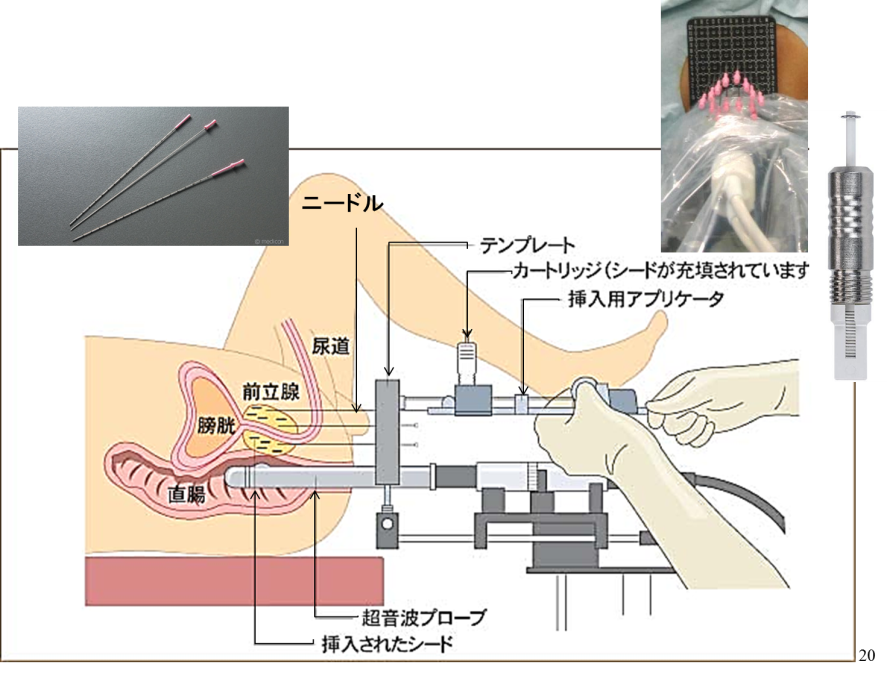 ニードル
テンプレート
カートリッジ(シードが充填されています
挿入用アプリケータ
尿道
前立腺
膀胱
直腸
超音波プローブ
挿入されたシード
20